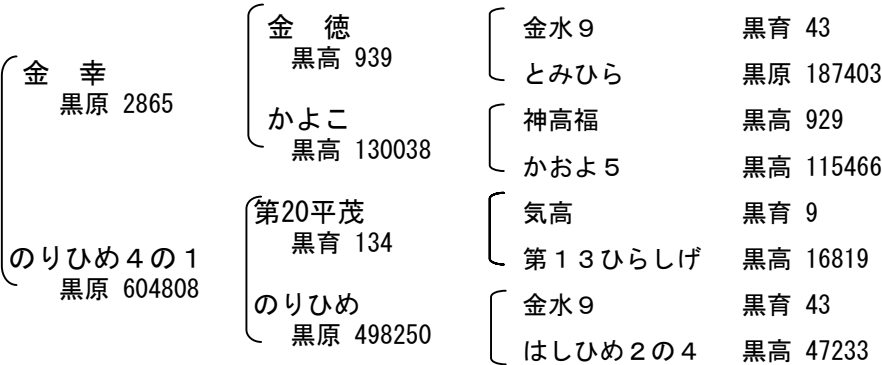 金　幸
黒原 2865
のりひめ４の１
黒原 604808
金　徳
黒高 939
かよこ
黒高 130038
第20平茂
黒育 134
のりひめ
黒原 498250
金水９　黒育 43
とみひら　黒原 187403
神高福　黒高 929
かおよ５　黒高 115466
気高　黒育 9
第１３ひらしげ　黒高 16819
金水９　黒育 43
はしひめ２の４　黒高 47233